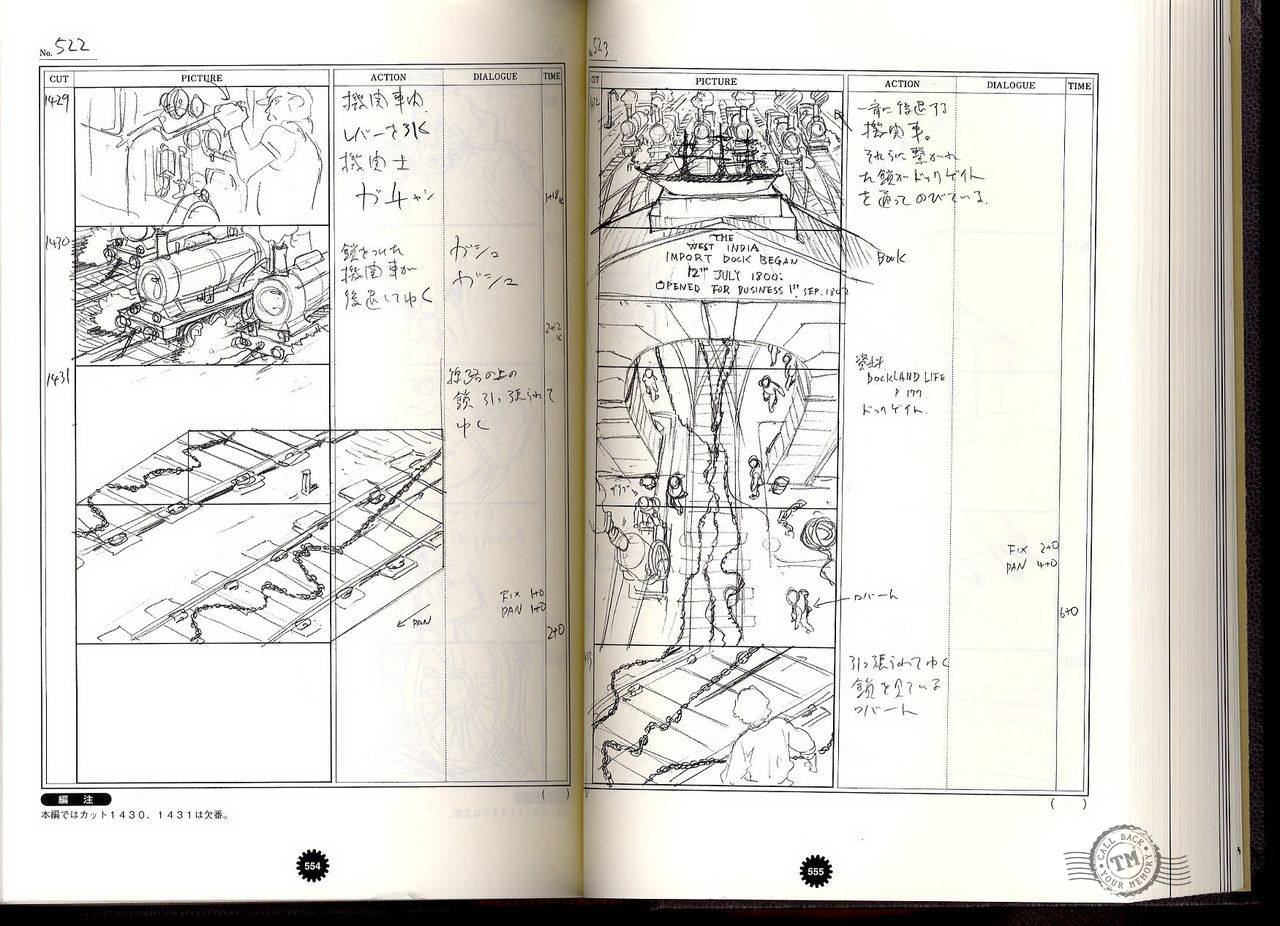 No. 522
CUT PICTURE ACTION DIALOGUE TIME
1429
機関車内
レバーを引く
機関士
ガチャン
1+18
1430
鎖をつけた
機関車が
後退してゆく
ガシュ
ガシュ
2+12
1431
線路の上の
鎖 引っ張られて
ゆく
FIX 1+0
PAN 1+0
2+0
PAN
( )
編 注
本編ではカット1430、1431は欠番。
554
523
CUT PICTURE ACTION DIALOGUE TIME
一斉に後退する
機関車。
それらに繋がれ
た鎖がドックゲイト
を通ってのびている。
THE
WEST INDIA
IMPORT DOCK BEGAN
12TH JULY 1800:
OPENED FOR BUSINESS 1ST SEP. 1802
BOOK
資料
DOCKLAND LIFE
P 177
ドックゲイト
FIX 2+0
PAN 4+0
6+0
ロバート
引っ張られてゆく
鎖を見ている
ロバート
( )
555
CALL BACK
TM
YOUR MEMORY